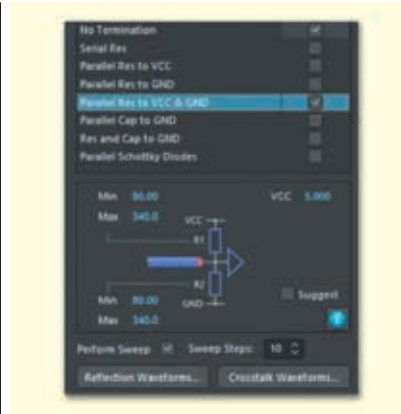 No Termination
Serial Res
Parallel Res to VCC
Parallel Res to GND
Parallel Res to VCC & GND
Parallel Cap to GND
Res and Cap to GND
Parallel Schottky Diodes
Min 80.00 VCC 5.000
Max 340.0 VCC
R1
R2
Min 80.00 GND Suggest
Max 340.0 ?
Perform Sweep Sweep Steps: 10
Reflection Waveforms... Crosstalk Waveforms...